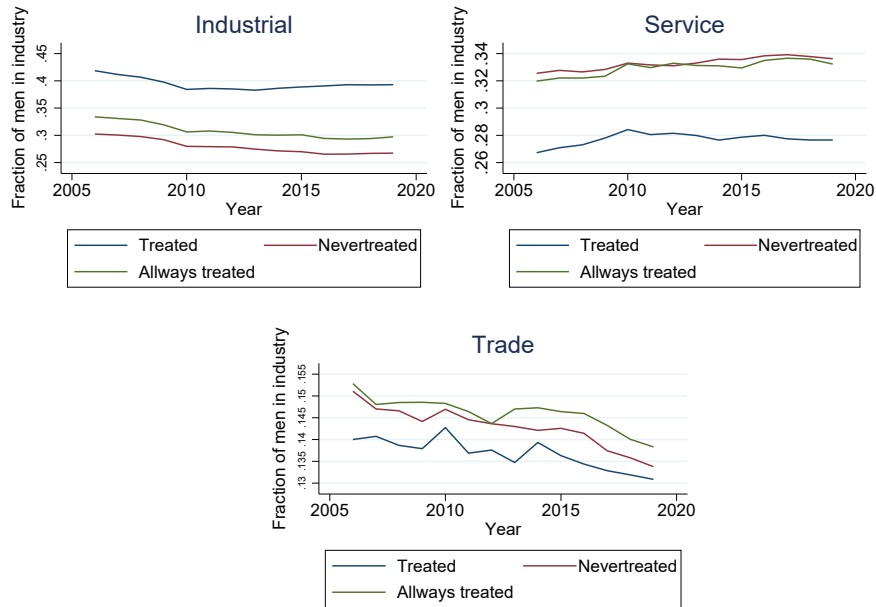 Industrial
Fraction of men in industry
.45
.4
.35
.3
.25
2005 2010 2015 2020
Year
Treated Nevertreated
Allways treated
Service
Fraction of men in industry
.34
.32
.3
.28
.26
2005 2010 2015 2020
Year
Treated Nevertreated
Allways treated
Trade
Fraction of men in industry
.155
.15
.145
.14
.135
.13
2005 2010 2015 2020
Year
Treated Nevertreated
Allways treated